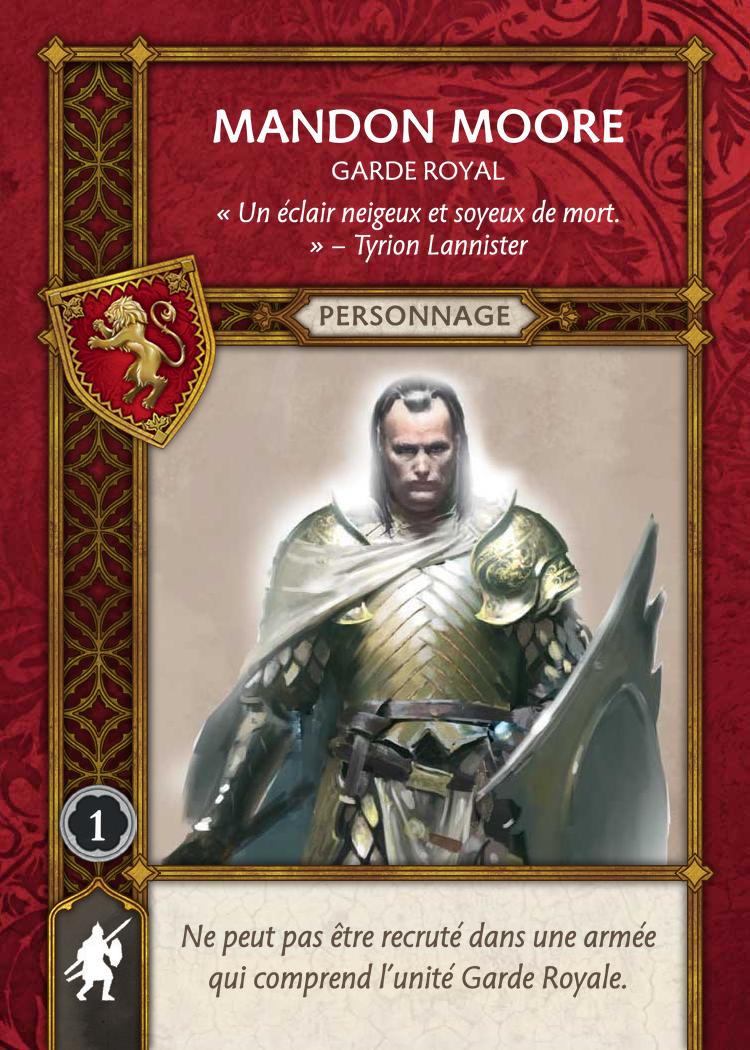 MANDON MOORE
GARDE ROYAL
« Un éclair neigeux et soyeux de mort.
» – Tyrion Lannister
PERSONNAGE
1
Ne peut pas être recruté dans une armée
qui comprend l'unité Garde Royale.